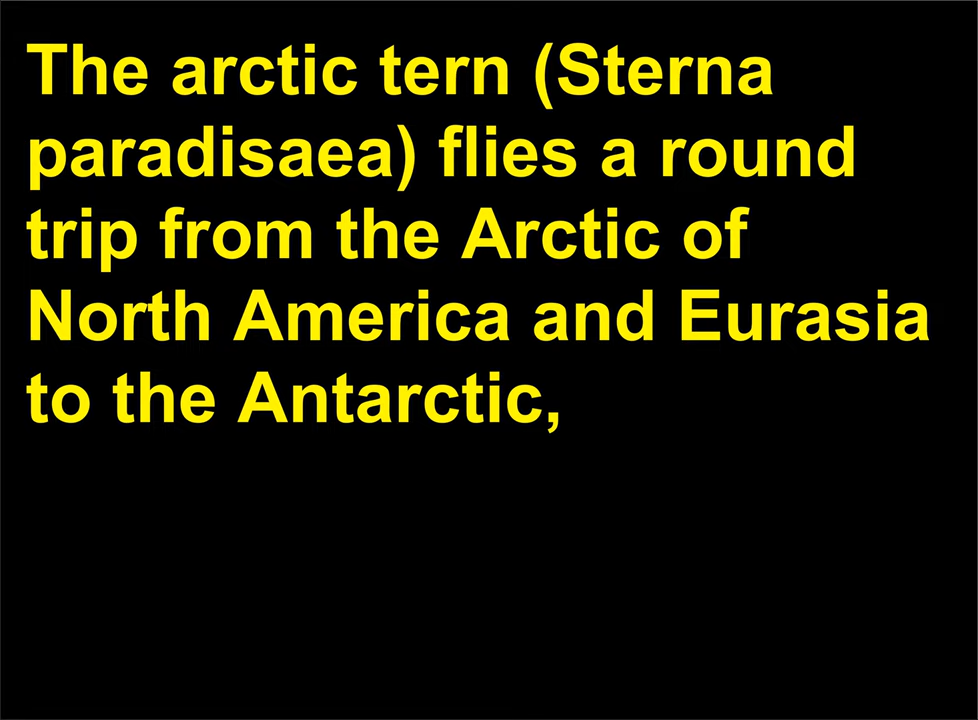 The arctic tern (Sterna
paradisaea) flies a round
trip from the Arctic of
North America and Eurasia
to the Antarctic,